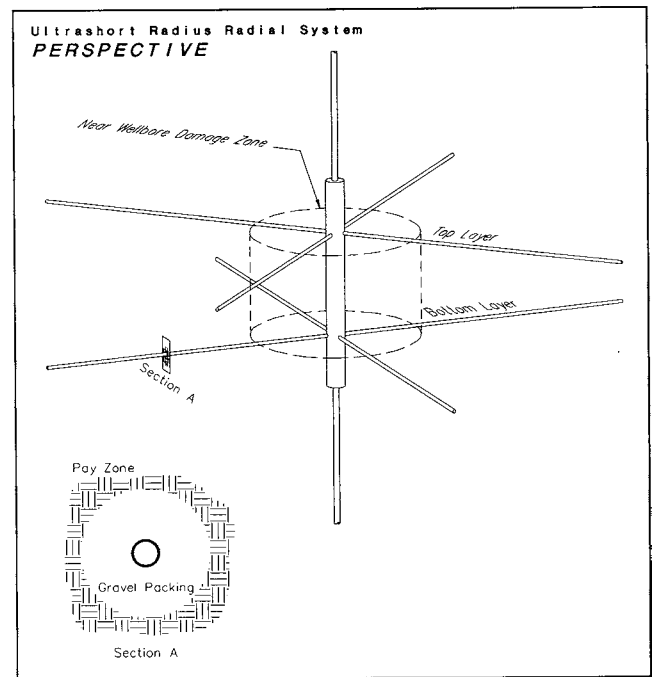 Ultrashort Radius Radial System
PERSPECTIVE
Near Wellbore Damage Zone
Top Layer
Bottom Layer
Section A
Pay Zone
Gravel Packing
Section A